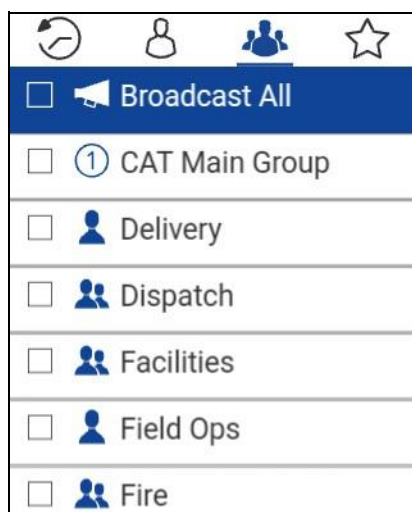 Broadcast All
1 CAT Main Group
Delivery
Dispatch
Facilities
Field Ops
Fire